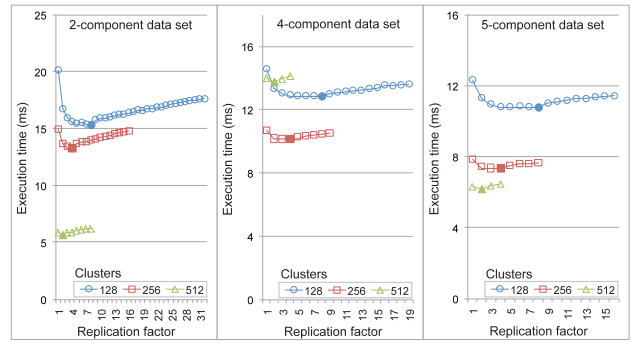 2-component data set
25
20
15
10
5
0
Execution time (ms)
Clusters
128 256 512
1 4 7 10 13 16 19 22 25 28 31
Replication factor
4-component data set
16
12
8
4
0
Execution time (ms)
Clusters
128 256 512
1 3 5 7 9 11 13 15 17 19
Replication factor
5-component data set
16
12
8
4
0
Execution time (ms)
Clusters
128 256 512
1 3 5 7 9 11 13 15
Replication factor